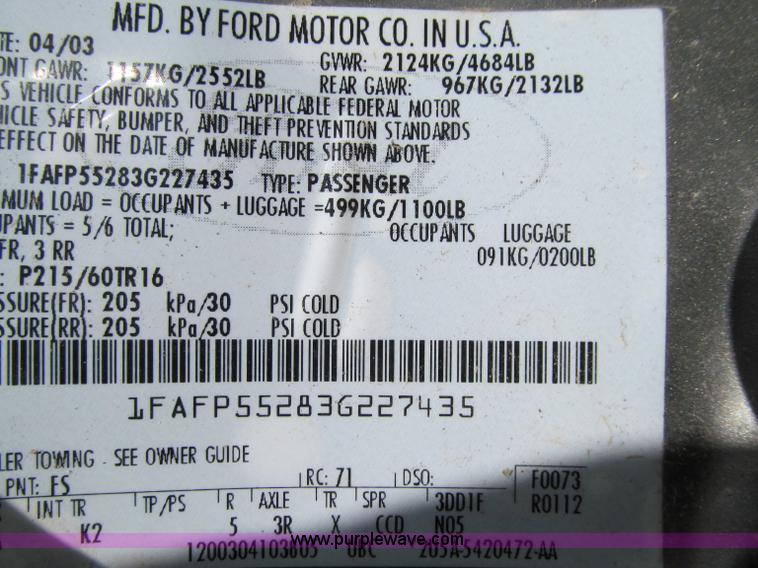 MFD. BY FORD MOTOR CO. IN U.S.A.
TE: 04/03 GVWR: 2124KG/4684LB
ONT GAWR: 1157KG/2552LB REAR GAWR: 967KG/2132LB
S VEHICLE CONFORMS TO ALL APPLICABLE FEDERAL MOTOR
HICLE SAFETY, BUMPER, AND THEFT PREVENTION STANDARDS
EFFECT ON THE DATE OF MANUFACTURE SHOWN ABOVE.
1FAFP55283G227435 TYPE: PASSENGER
MUM LOAD = OCCUPANTS + LUGGAGE =499KG/1100LB
UPANTS = 5/6 TOTAL; OCCUPANTS LUGGAGE
FR, 3 RR 091KG/0200LB
: P215/60TR16
SSURE(FR): 205 kPa/30 PSI COLD
SSURE(RR): 205 kPa/30 PSI COLD
1FAFP55283G227435
LER TOWING - SEE OWNER GUIDE
PNT: FS RC: 71 DSO: F0073
INT TR TP/PS R AXLE TR SPR 3DD1F R0112
K2 5 3R X CCD N05
www.purplewave.com
1200304103805 UBC 205A-5420472-AA